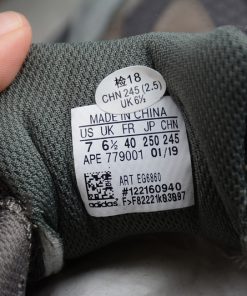 检18
CHN 245 (2.5)
UK 6½
MADE IN CHINA
US UK FR JP CHN
7 6½ 40 250 245
APE 779001 01/19
ART EG6860
#122160940
adidas